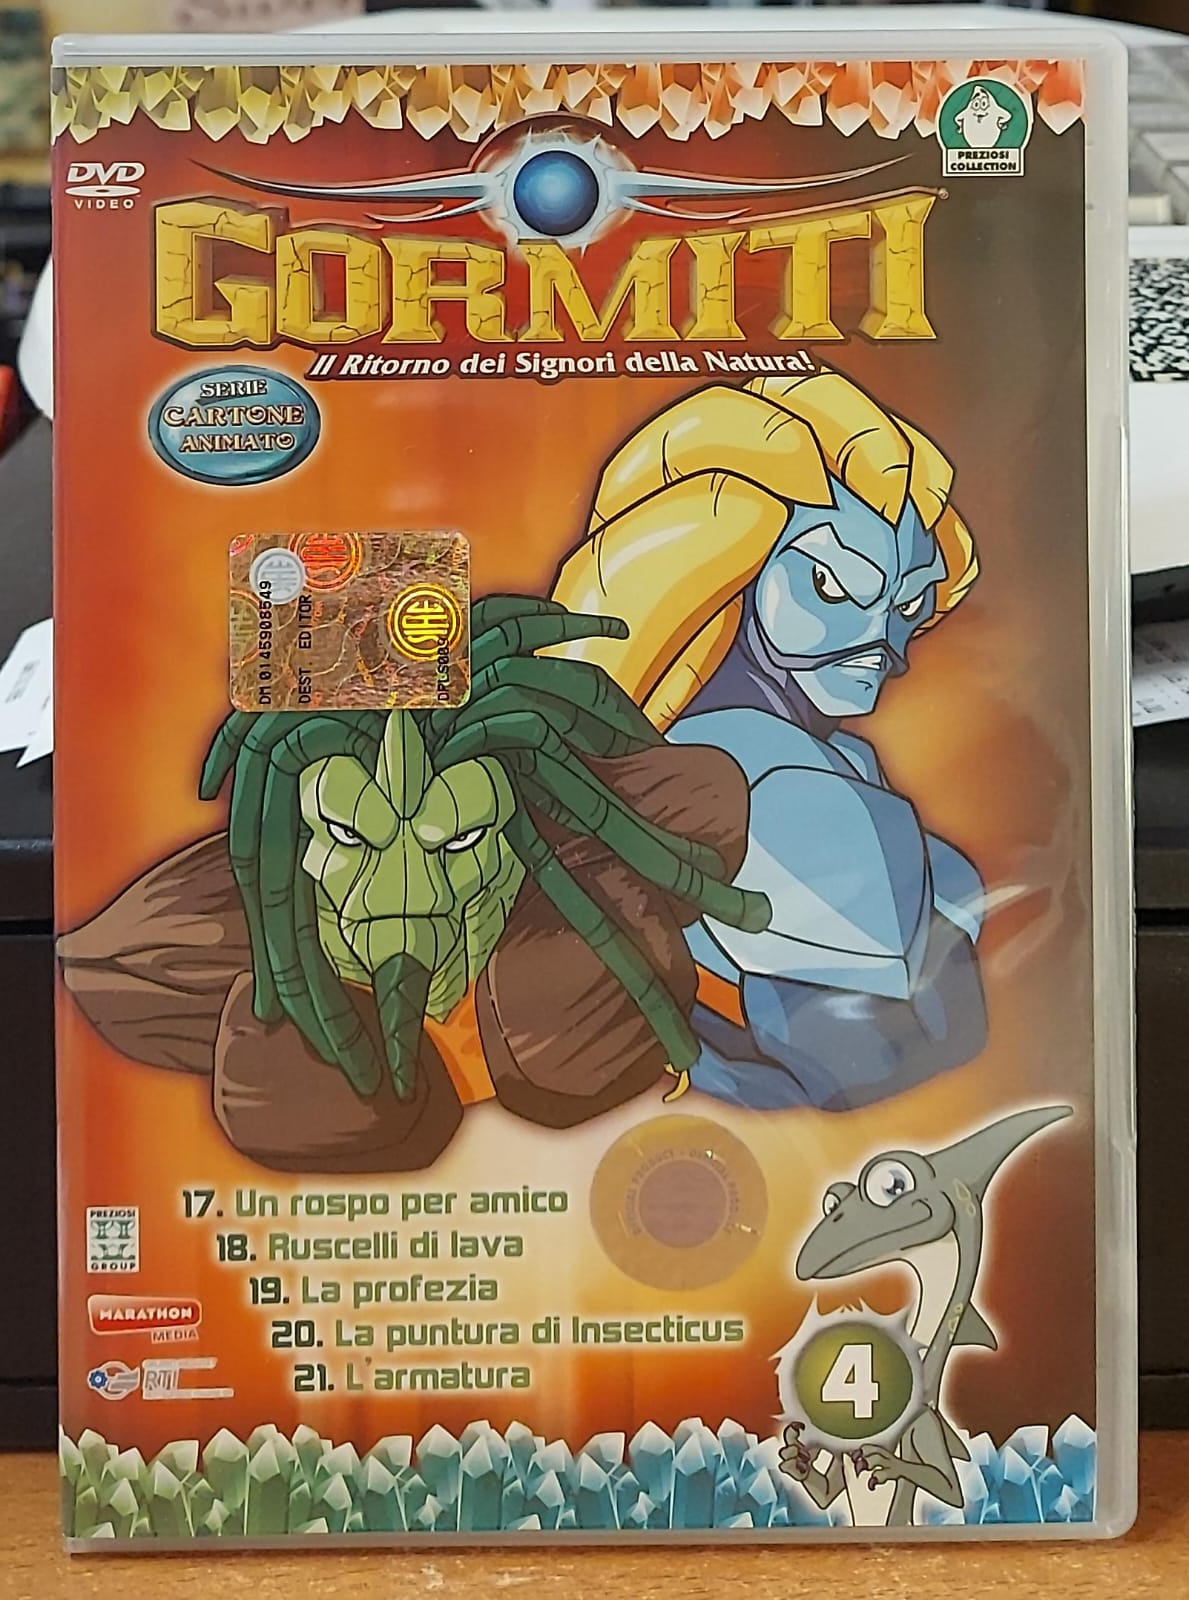 PREZIOSI
COLLECTION
DVD
VIDEO
GORMITI
Il Ritorno dei Signori della Natura!
SERIE
CARTONE
ANIMATO
SIAE
DM 0145908549
DEST. EDITOR
17. Un rospo per amico
18. Ruscelli di lava
19. La profezia
20. La puntura di Insecticus
21. L'armatura
PREZIOSI
GROUP
MARATHON
MEDIA
RTI
4